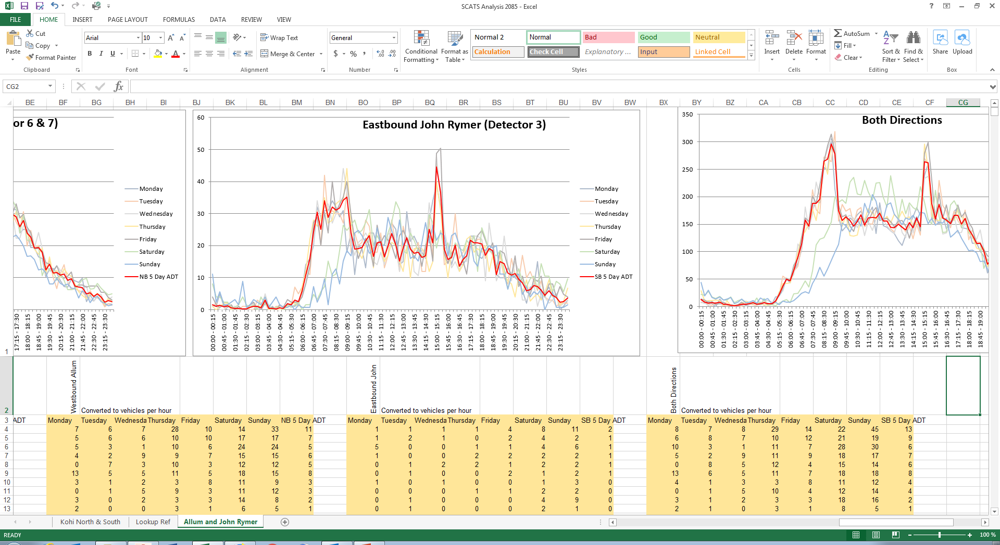 SCATS Analysis 2085 - Excel
FILE HOME INSERT PAGE LAYOUT FORMULAS DATA REVIEW VIEW
Cut
Copy
Format Painter
Paste
Clipboard
Arial 10
B I U
Font
Wrap Text
Merge & Center
Alignment
General
$ % ,
Number
Conditional Formatting
Format as Table
Normal 2 Normal Bad Good Neutral
Calculation Check Cell Explanatory ... Input Linked Cell
Styles
Insert Delete Format
Cells
AutoSum
Fill
Clear
Sort & Filter
Find & Select
Editing
Share Upload
Box
CG2 fx
BE BF BG BH BI BJ BK BL BM BN BO BP BQ BR BS BT BU BV BW BX BY BZ CA CB CC CD CE CF CG
or 6 & 7)
Monday
Tuesday
Wednesday
Thursday
Friday
Saturday
Sunday
NB 5 Day ADT
17:15 - 17:30
18:00 - 18:15
18:45 - 19:00
19:30 - 19:45
20:15 - 20:30
21:00 - 21:15
21:45 - 22:00
22:30 - 22:45
23:15 - 23:30
Eastbound John Rymer (Detector 3)
60
50
40
30
20
10
0
00:00 - 00:15
00:45 - 01:00
01:30 - 01:45
02:15 - 02:30
03:00 - 03:15
03:45 - 04:00
04:30 - 04:45
05:15 - 05:30
06:00 - 06:15
06:45 - 07:00
07:30 - 07:45
08:15 - 08:30
09:00 - 09:15
09:45 - 10:00
10:30 - 10:45
11:15 - 11:30
12:00 - 12:15
12:45 - 13:00
13:30 - 13:45
14:15 - 14:30
15:00 - 15:15
15:45 - 16:00
16:30 - 16:45
17:15 - 17:30
18:00 - 18:15
18:45 - 19:00
19:30 - 19:45
20:15 - 20:30
21:00 - 21:15
21:45 - 22:00
22:30 - 22:45
23:15 - 23:30
Monday
Tuesday
Wednesday
Thursday
Friday
Saturday
Sunday
SB 5 Day ADT
Both Directions
350
300
250
200
150
100
50
0
00:00 - 00:15
00:45 - 01:00
01:30 - 01:45
02:15 - 02:30
03:00 - 03:15
03:45 - 04:00
04:30 - 04:45
05:15 - 05:30
06:00 - 06:15
06:45 - 07:00
07:30 - 07:45
08:15 - 08:30
09:00 - 09:15
09:45 - 10:00
10:30 - 10:45
11:15 - 11:30
12:00 - 12:15
12:45 - 13:00
13:30 - 13:45
14:15 - 14:30
15:00 - 15:15
15:45 - 16:00
16:30 - 16:45
17:15 - 17:30
18:00 - 18:15
18:45 - 19:00
1
2 Westbound Allum Converted to vehicles per hour Eastbound John Converted to vehicles per hour Both Directions Converted to vehicles per hour
3 ADT Monday Tuesday Wednesda Thursday Friday Saturday Sunday NB 5 Day ADT Monday Tuesday Wednesda Thursday Friday Saturday Sunday SB 5 Day ADT Monday Tuesday Wednesda Thursday Friday Saturday Sunday SB 5 Day ADT
4 7 6 7 28 10 14 33 11 1 1 1 1 4 8 11 2 8 7 8 29 14 22 45 13
5 5 6 6 10 10 17 17 7 1 2 1 0 2 4 2 1 6 8 7 10 12 21 19 9
6 5 3 1 10 6 24 24 5 5 0 0 1 1 4 6 1 10 3 1 11 7 28 30 6
7 4 2 9 9 7 15 15 6 1 0 0 2 2 2 2 1 5 2 9 11 9 18 17 7
8 0 7 3 10 3 12 12 5 0 1 2 2 1 2 2 1 0 8 5 12 4 15 14 6
9 13 5 5 11 5 18 15 8 0 1 0 0 2 1 2 1 13 6 5 11 7 18 18 8
10 3 1 2 3 8 11 9 3 1 0 1 0 0 1 3 0 4 1 3 3 8 11 12 4
11 0 1 5 9 3 11 12 3 0 0 0 1 1 2 2 0 0 1 5 10 4 12 14 4
12 3 0 2 3 3 14 8 2 0 1 0 0 0 4 9 0 3 1 2 3 3 18 16 2
13 2 0 0 3 1 6 5 1 0 1 0 0 0 2 1 0 2 1 0 3 1 8 5 1
Kohi North & South Lookup Ref Allum and John Rymer
READY 100 %